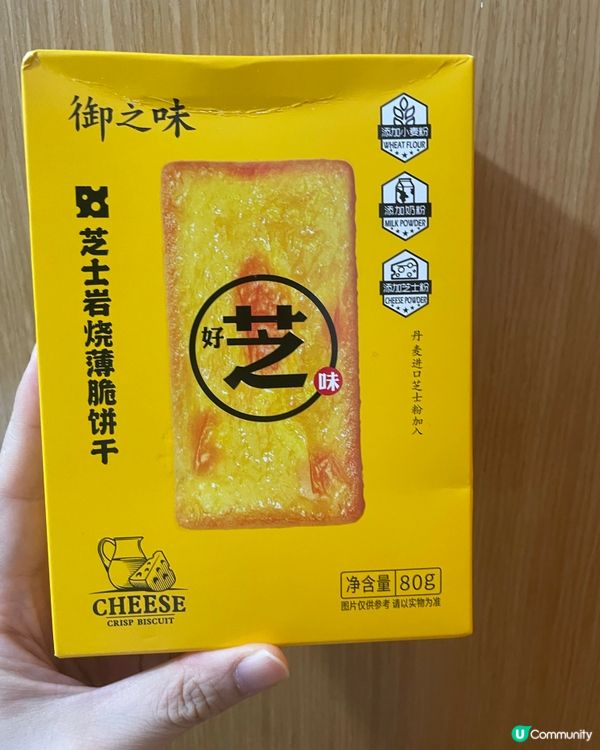 御之味
芝士岩烧薄脆饼干
好芝味
添加小麦粉
WHEAT FLOUR
添加奶粉
MILK POWDER
添加芝士粉
CHEESE POWDER
丹麦进口芝士粉加入
CHEESE
CRISP BISCUIT
净含量 80g
图片仅供参考 请以实物为准
U Community